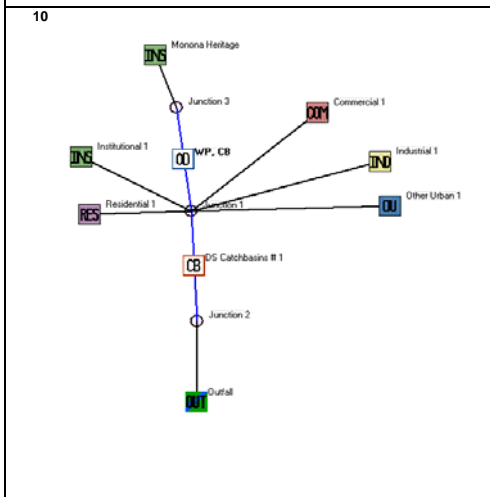 10
INS Monona Heritage
Junction 3
COM Commercial 1
INS Institutional 1
OD WP, CB
IND Industrial 1
RES Residential 1
Junction 1
OU Other Urban 1
CB DS Catchbasins # 1
Junction 2
OUT Outfall